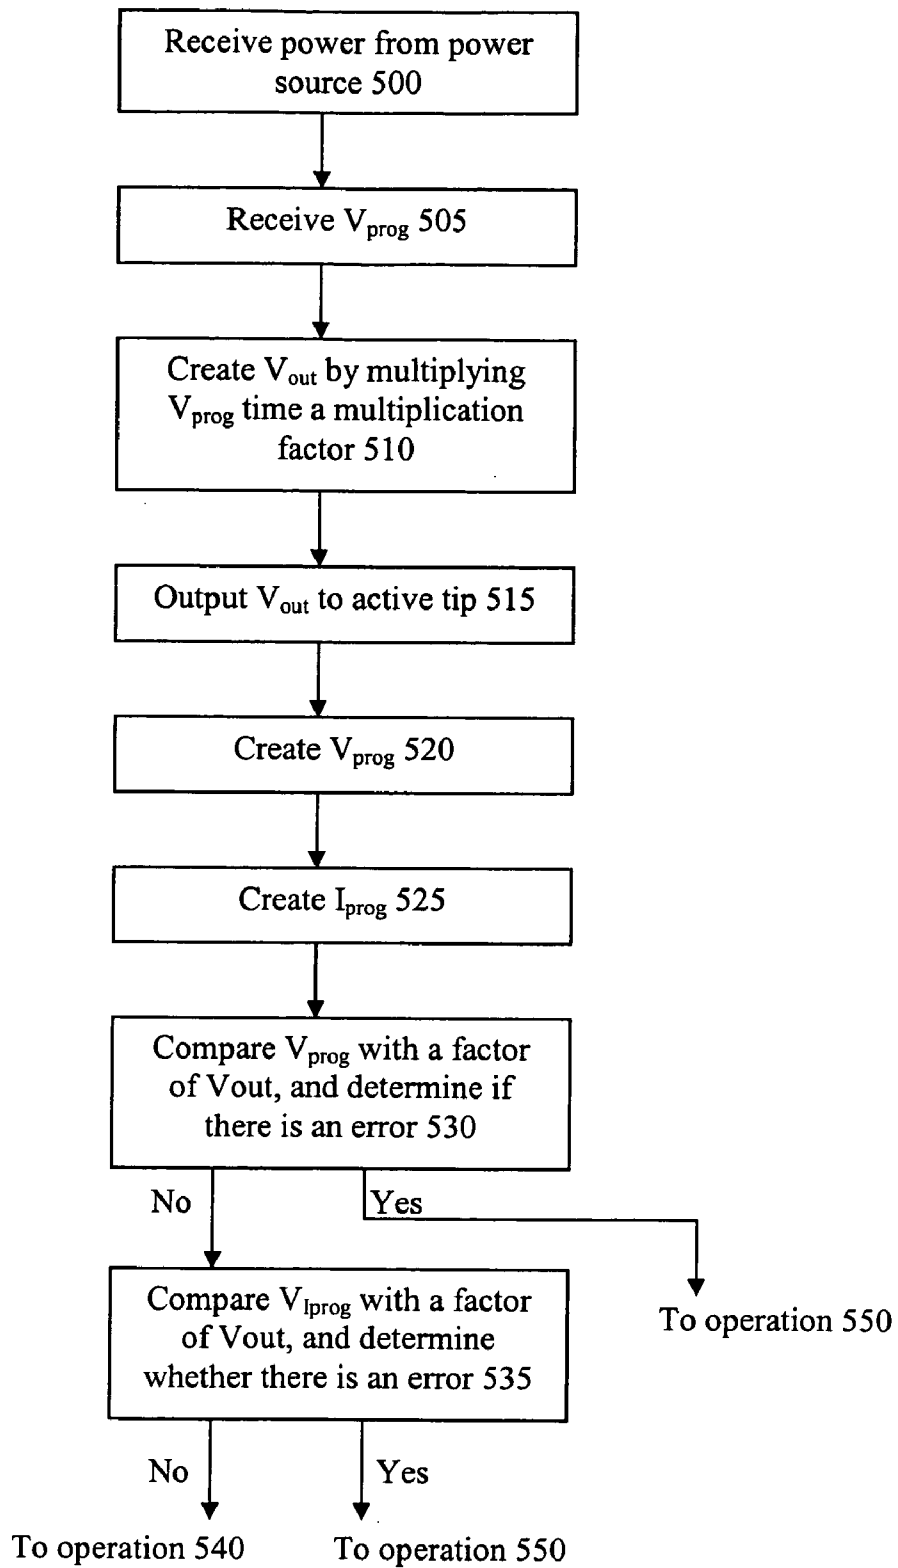 Receive power from power
source 500
Receive Vprog 505
Create Vout by multiplying
Vprog time a multiplication
factor 510
Output Vout to active tip 515
Create Vprog 520
Create Iprog 525
Compare Vprog with a factor
of Vout, and determine if
there is an error 530
No
Yes
Compare VIprog with a factor
of Vout, and determine
whether there is an error 535
To operation 550
No
Yes
To operation 540
To operation 550